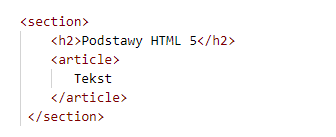 <section>
<h2>Podstawy HTML 5</h2>
<article>
Tekst
</article>
</section>